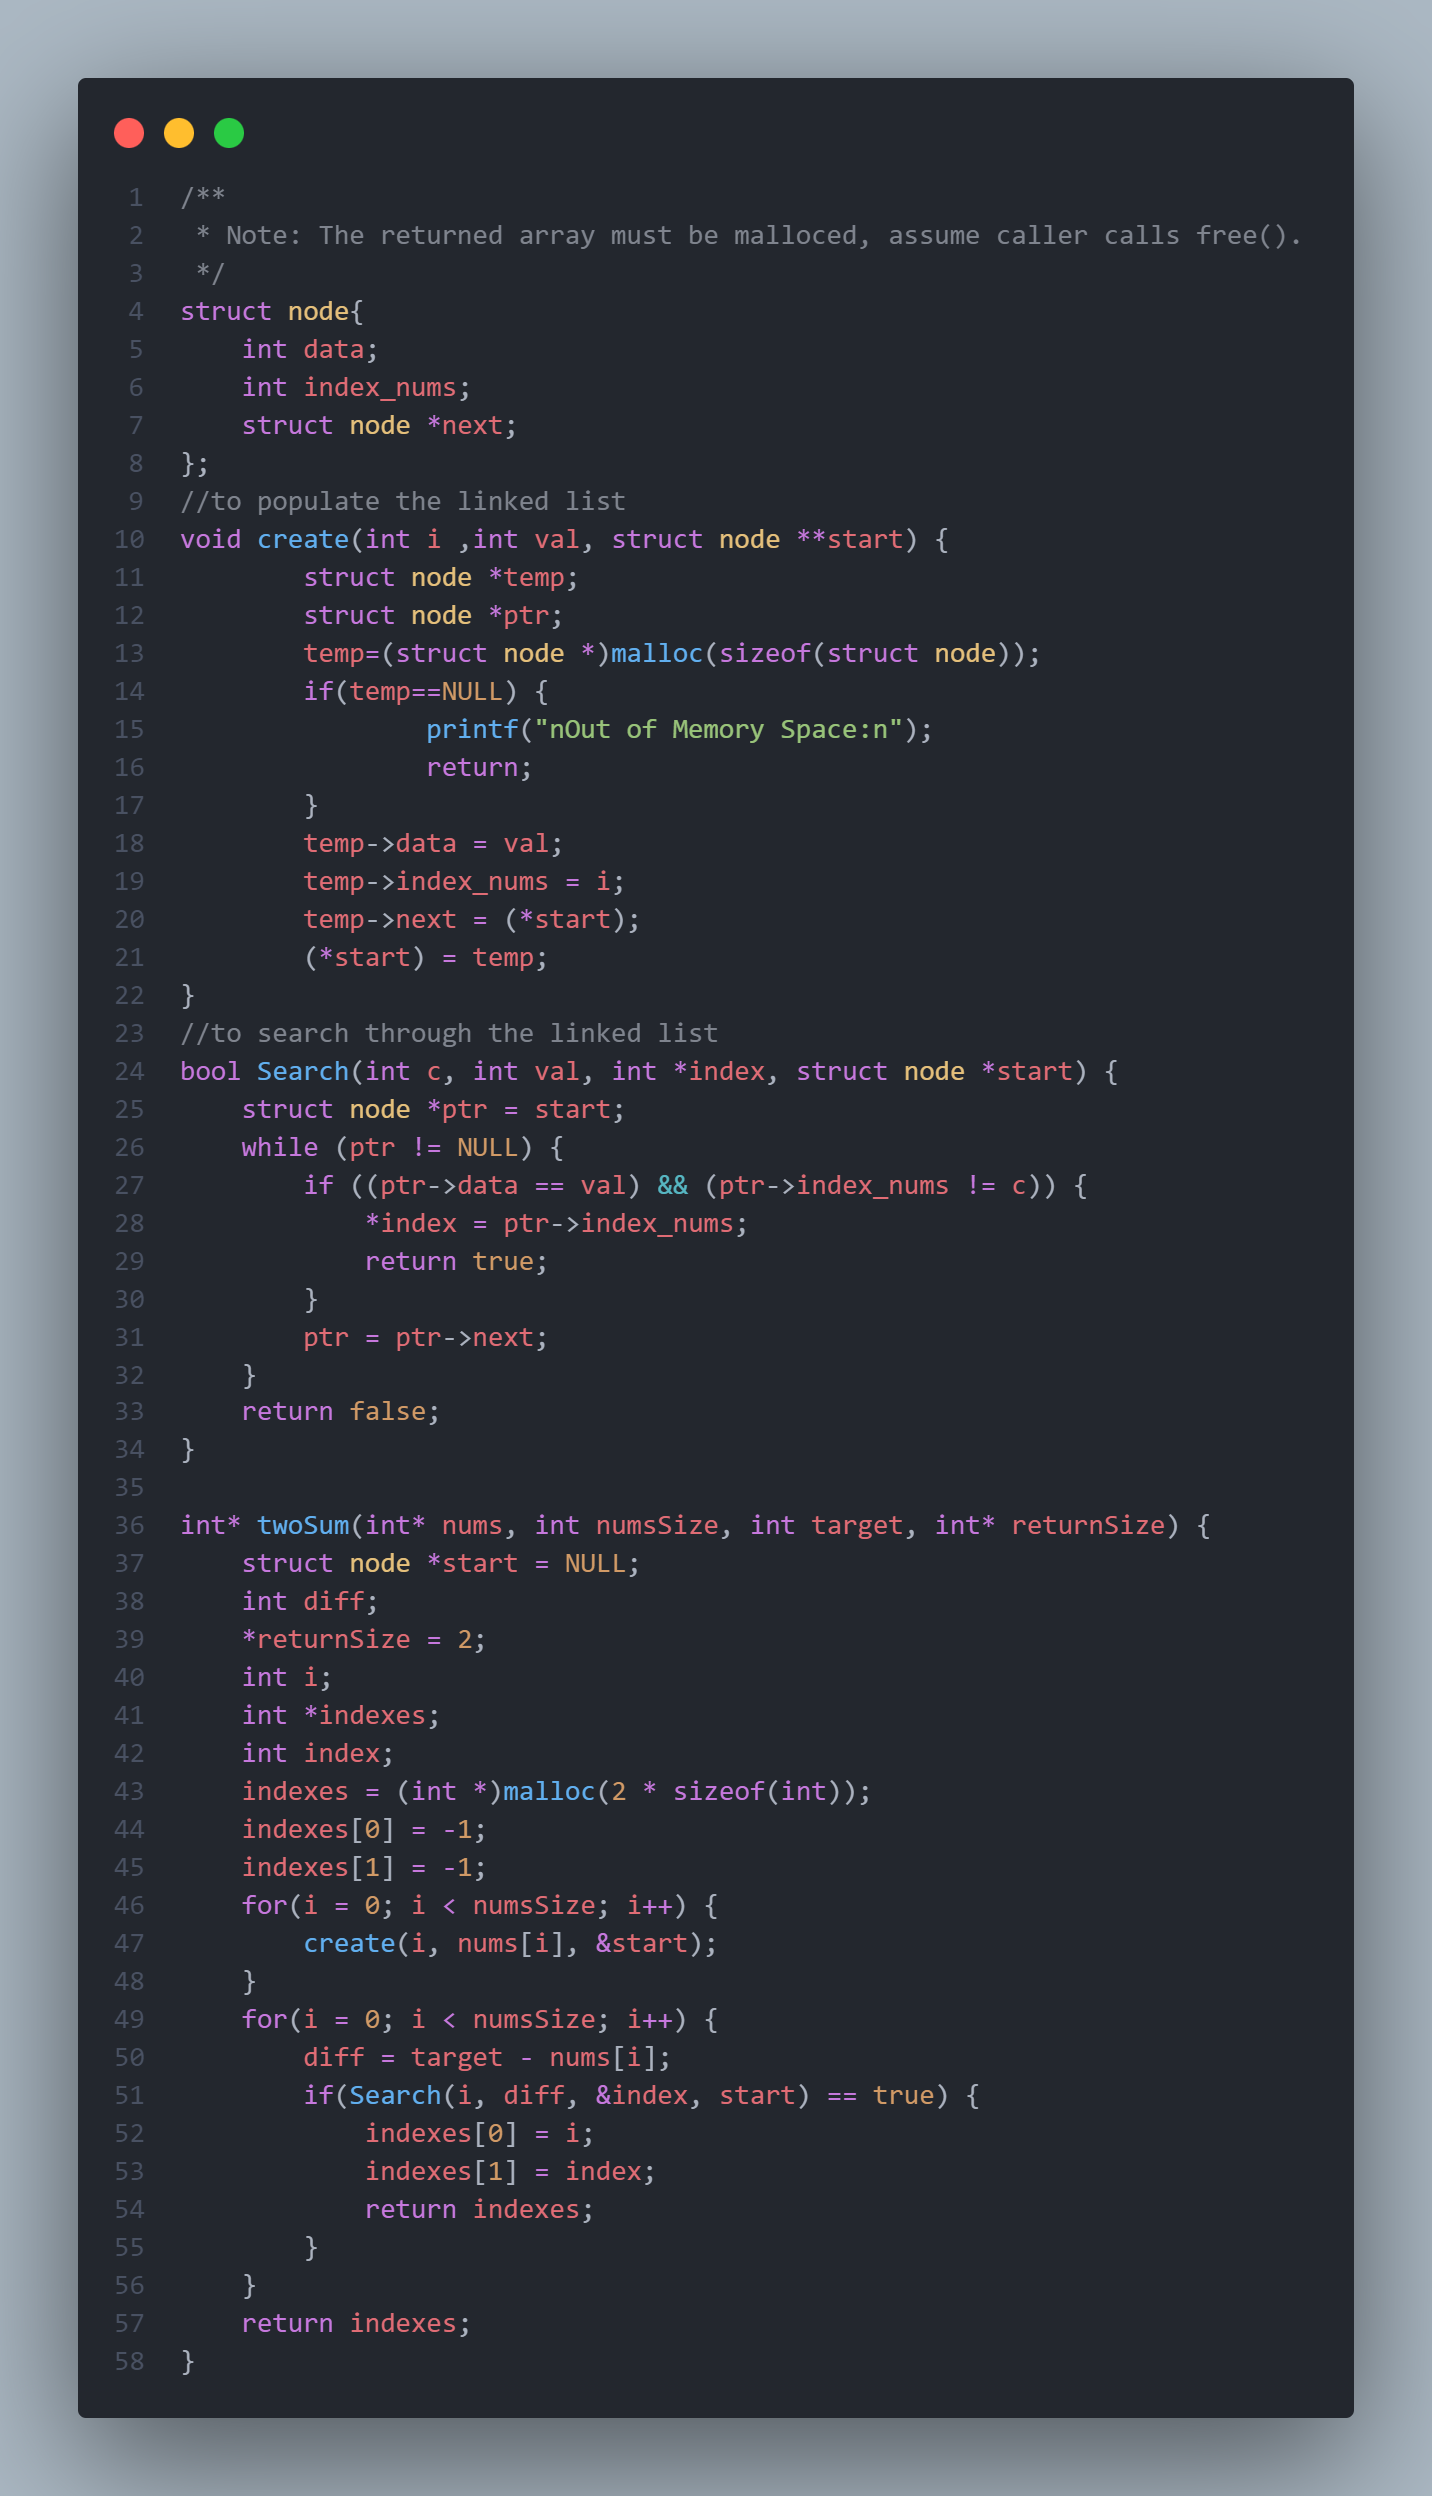 1 /**
2  * Note: The returned array must be malloced, assume caller calls free().
3  */
4 struct node{
5     int data;
6     int index_nums;
7     struct node *next;
8 };
9 //to populate the linked list
10 void create(int i ,int val, struct node **start) {
11         struct node *temp;
12         struct node *ptr;
13         temp=(struct node *)malloc(sizeof(struct node));
14         if(temp==NULL) {
15                 printf("nOut of Memory Space:n");
16                 return;
17         }
18         temp->data = val;
19         temp->index_nums = i;
20         temp->next = (*start);
21         (*start) = temp;
22 }
23 //to search through the linked list
24 bool Search(int c, int val, int *index, struct node *start) {
25     struct node *ptr = start;
26     while (ptr != NULL) {
27         if ((ptr->data == val) && (ptr->index_nums != c)) {
28             *index = ptr->index_nums;
29             return true;
30         }
31         ptr = ptr->next;
32     }
33     return false;
34 }
35
36 int* twoSum(int* nums, int numsSize, int target, int* returnSize) {
37     struct node *start = NULL;
38     int diff;
39     *returnSize = 2;
40     int i;
41     int *indexes;
42     int index;
43     indexes = (int *)malloc(2 * sizeof(int));
44     indexes[0] = -1;
45     indexes[1] = -1;
46     for(i = 0; i < numsSize; i++) {
47         create(i, nums[i], &start);
48     }
49     for(i = 0; i < numsSize; i++) {
50         diff = target - nums[i];
51         if(Search(i, diff, &index, start) == true) {
52             indexes[0] = i;
53             indexes[1] = index;
54             return indexes;
55         }
56     }
57     return indexes;
58 }